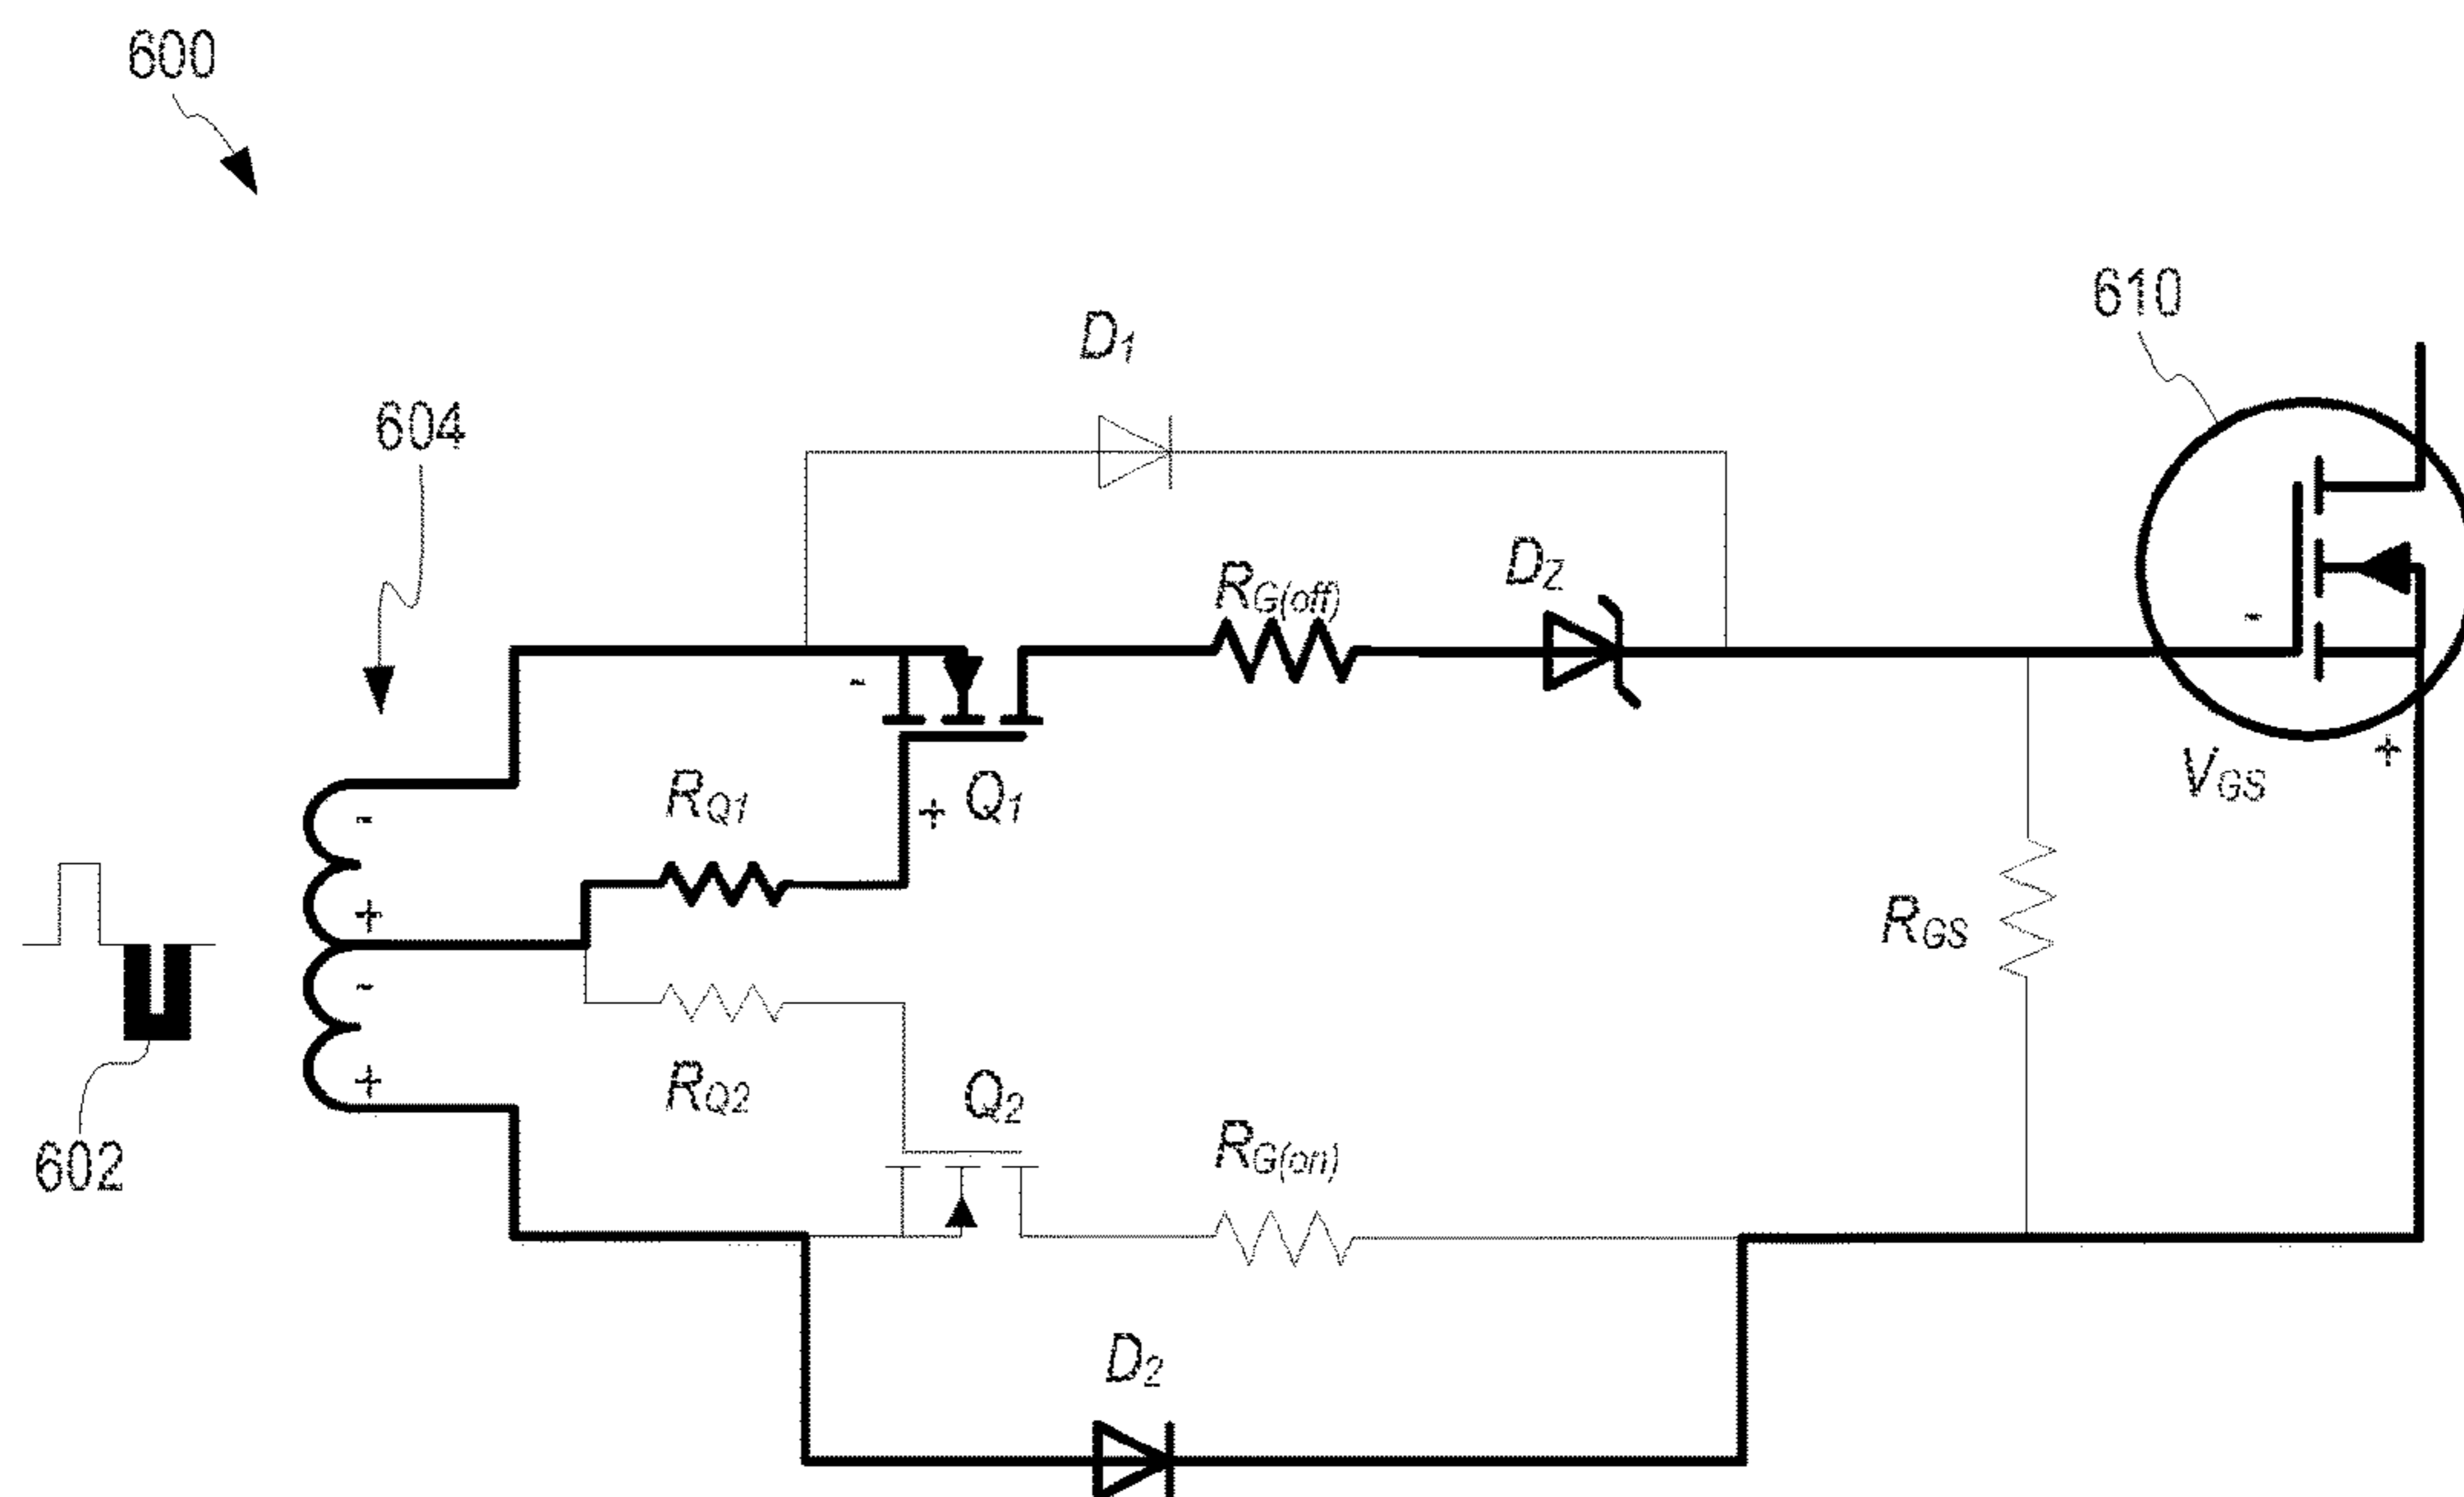 600
D1
610
604
RG(off)
DZ
-
-
RQ1
+
Q1
VGS
+
-
+
RGS
-
+
RQ2
Q2
RG(on)
602
D2